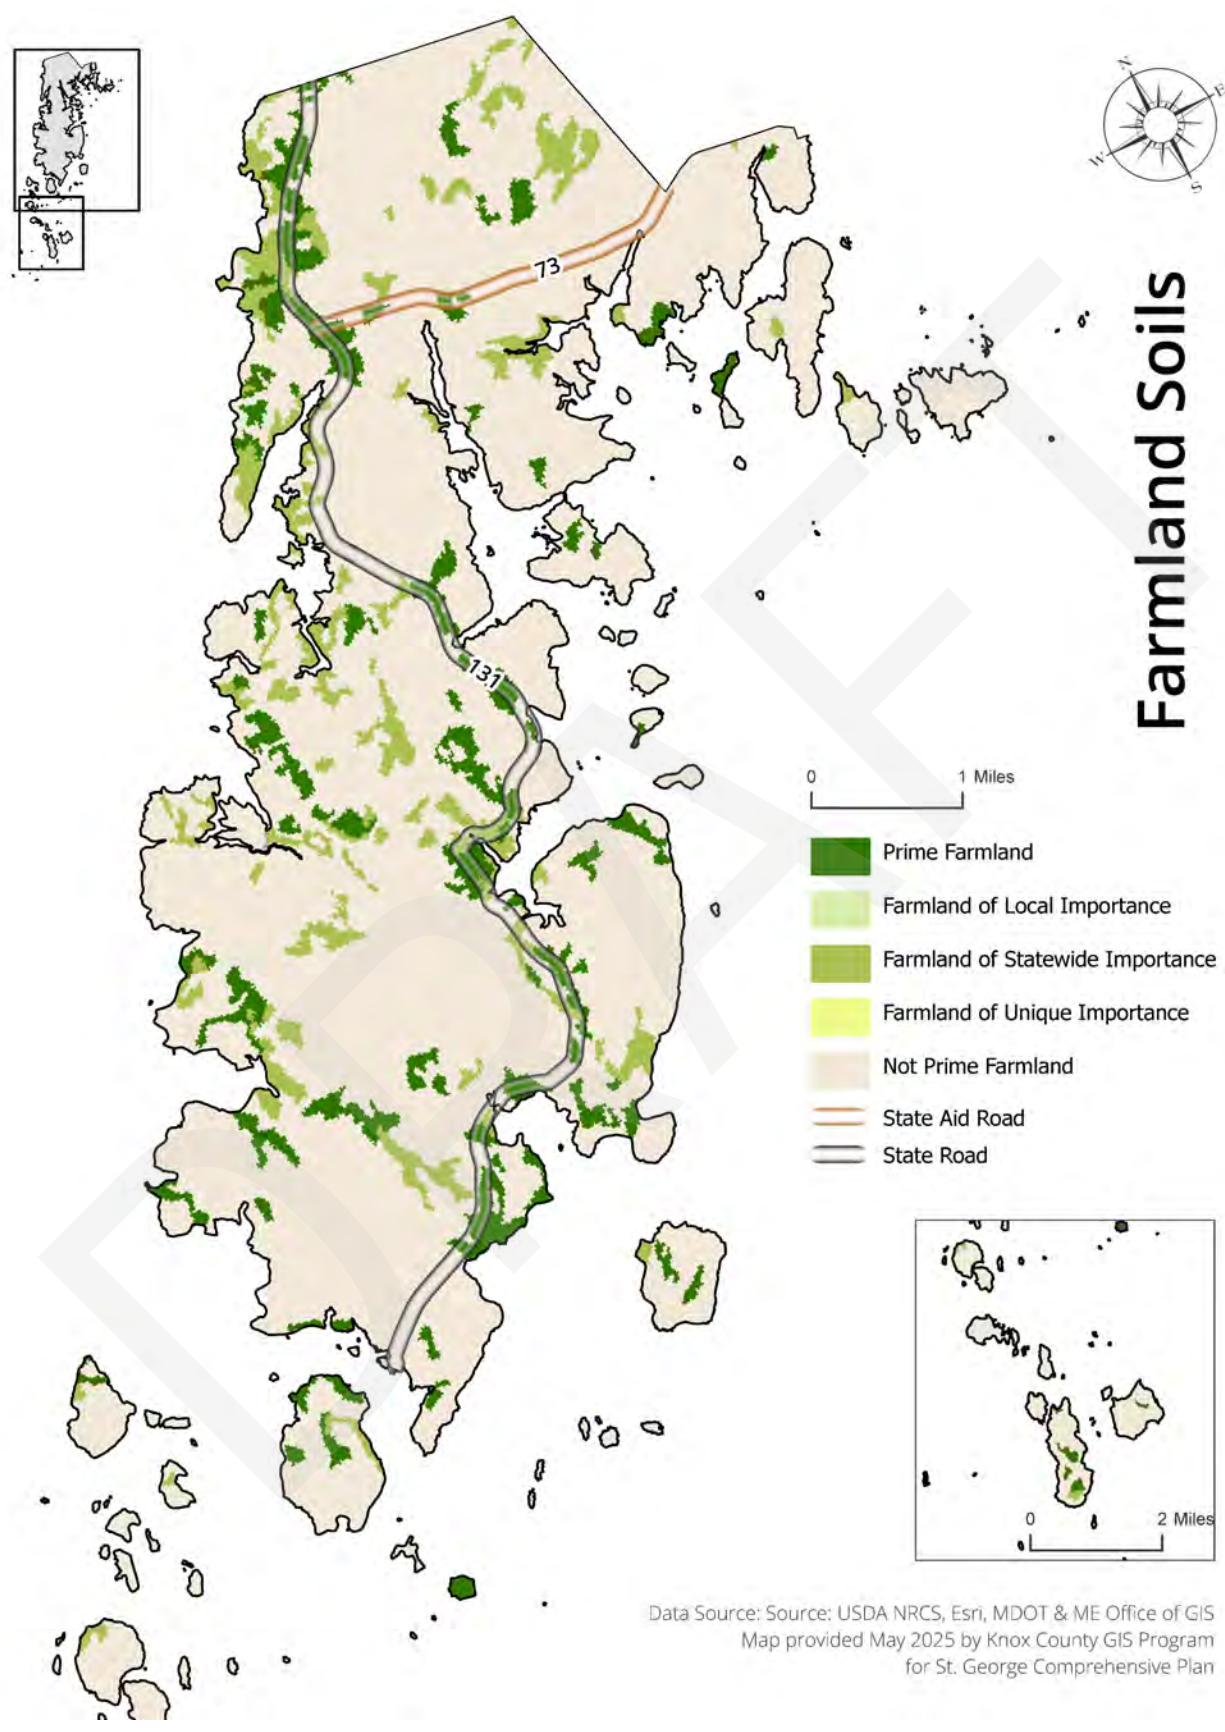 N
E
W
S
Farmland Soils
73
131
0 1 Miles
Prime Farmland
Farmland of Local Importance
Farmland of Statewide Importance
Farmland of Unique Importance
Not Prime Farmland
State Aid Road
State Road
0 2 Miles
DRAFT
Data Source: Source: USDA NRCS, Esri, MDOT & ME Office of GIS
Map provided May 2025 by Knox County GIS Program
for St. George Comprehensive Plan